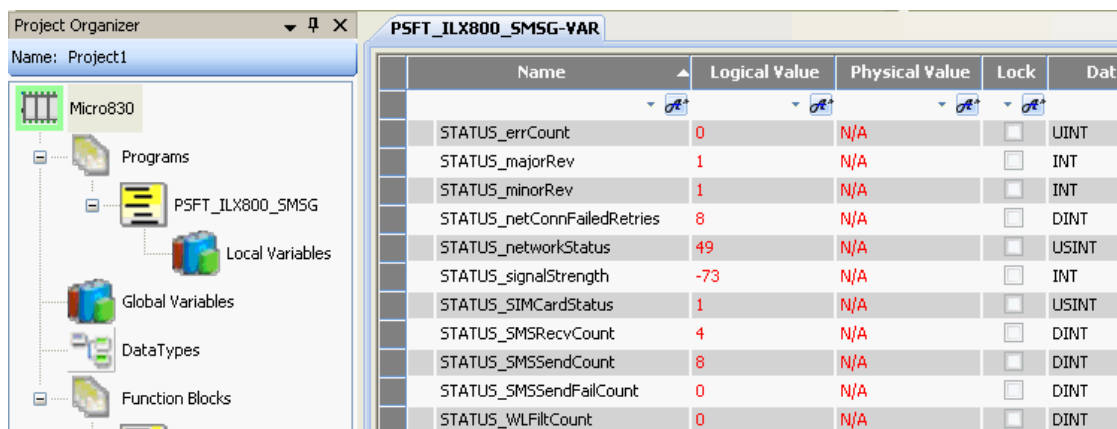 Project Organizer
Name: Project1
Micro830
Programs
PSFT_ILX800_SMSG
Local Variables
Global Variables
DataTypes
Function Blocks
PSFT_ILX800_SMSG-VAR
Name Logical Value Physical Value Lock Dat
STATUS_errCount 0 N/A UINT
STATUS_majorRev 1 N/A INT
STATUS_minorRev 1 N/A INT
STATUS_netConnFailedRetries 8 N/A DINT
STATUS_networkStatus 49 N/A USINT
STATUS_signalStrength -73 N/A INT
STATUS_SIMCardStatus 1 N/A USINT
STATUS_SMSRecvCount 4 N/A DINT
STATUS_SMSSendCount 8 N/A DINT
STATUS_SMSSendFailCount 0 N/A DINT
STATUS_WLFiltCount 0 N/A DINT